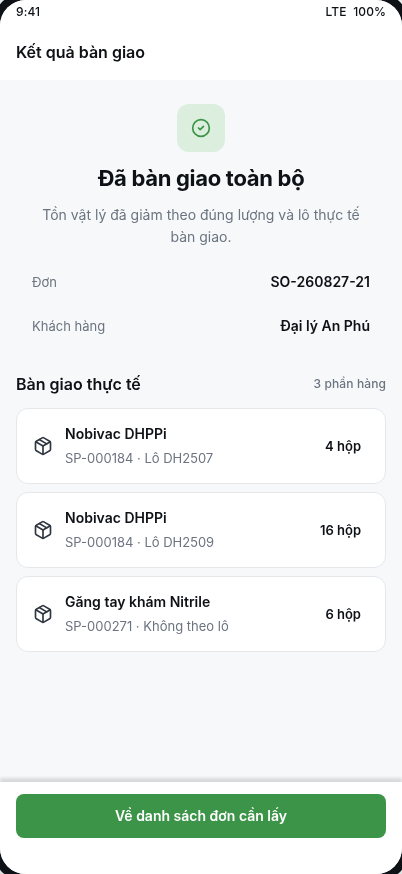 9:41
LTE 100%
Kết quả bàn giao
Đã bàn giao toàn bộ
Tồn vật lý đã giảm theo đúng lượng và lô thực tế
bàn giao.
Đơn
SO-260827-21
Khách hàng
Đại lý An Phú
Bàn giao thực tế
3 phần hàng
Nobivac DHPPi
SP-000184 · Lô DH2507
4 hộp
Nobivac DHPPi
SP-000184 · Lô DH2509
16 hộp
Găng tay khám Nitrile
SP-000271 · Không theo lô
6 hộp
Về danh sách đơn cần lấy